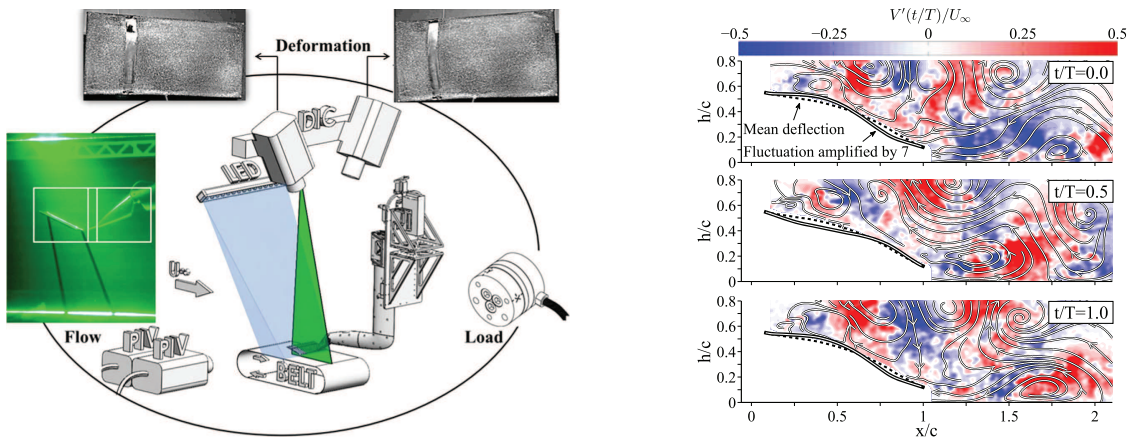 Deformation
DIC
LED
U∞
Flow
PIV PIV
BELT
Load
V′(t/T)/U∞
−0.5 −0.25 0 0.25 0.5
t/T=0.0
h/c
0.8
0.6
0.4
0.2
0
Mean deflection
Fluctuation amplified by 7
t/T=0.5
h/c
0.8
0.6
0.4
0.2
0
t/T=1.0
h/c
0.8
0.6
0.4
0.2
0
0 0.5 1.0 1.5 2
x/c